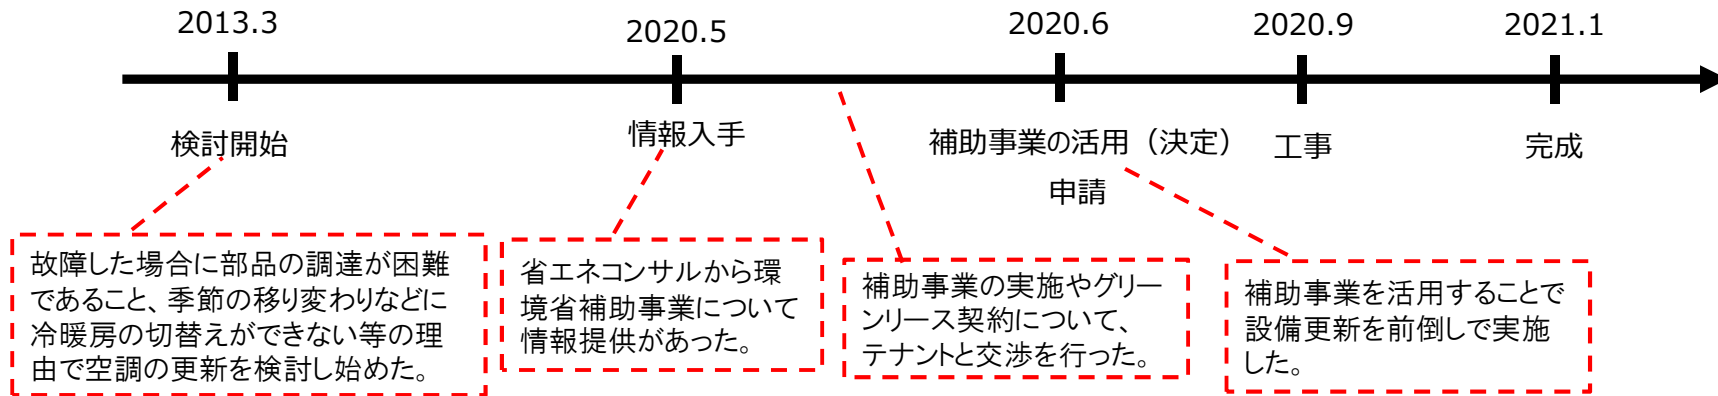 2013.3
2020.5
2020.6
2020.9
2021.1
検討開始
情報入手
補助事業の活用（決定）
申請
工事
完成
故障した場合に部品の調達が困難
であること、季節の移り変わりなどに
冷暖房の切替えができない等の理
由で空調の更新を検討し始めた。
省エネコンサルから環
境省補助事業について
情報提供があった。
補助事業の実施やグリー
ンリース契約について、
テナントと交渉を行った。
補助事業を活用することで
設備更新を前倒しで実施
した。